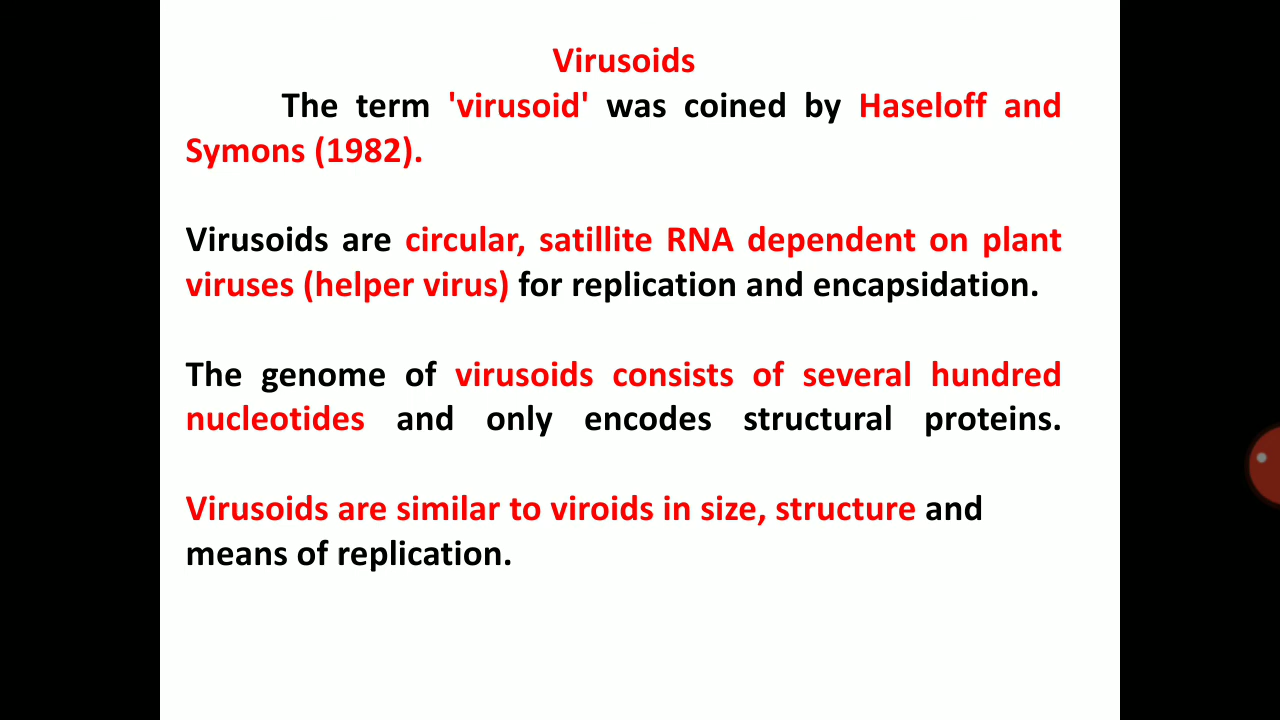 Virusoids
The term 'virusoid' was coined by Haseloff and
Symons (1982).
Virusoids are circular, satillite RNA dependent on plant
viruses (helper virus) for replication and encapsidation.
The genome of virusoids consists of several hundred
nucleotides and only encodes structural proteins.
Virusoids are similar to viroids in size, structure and
means of replication.